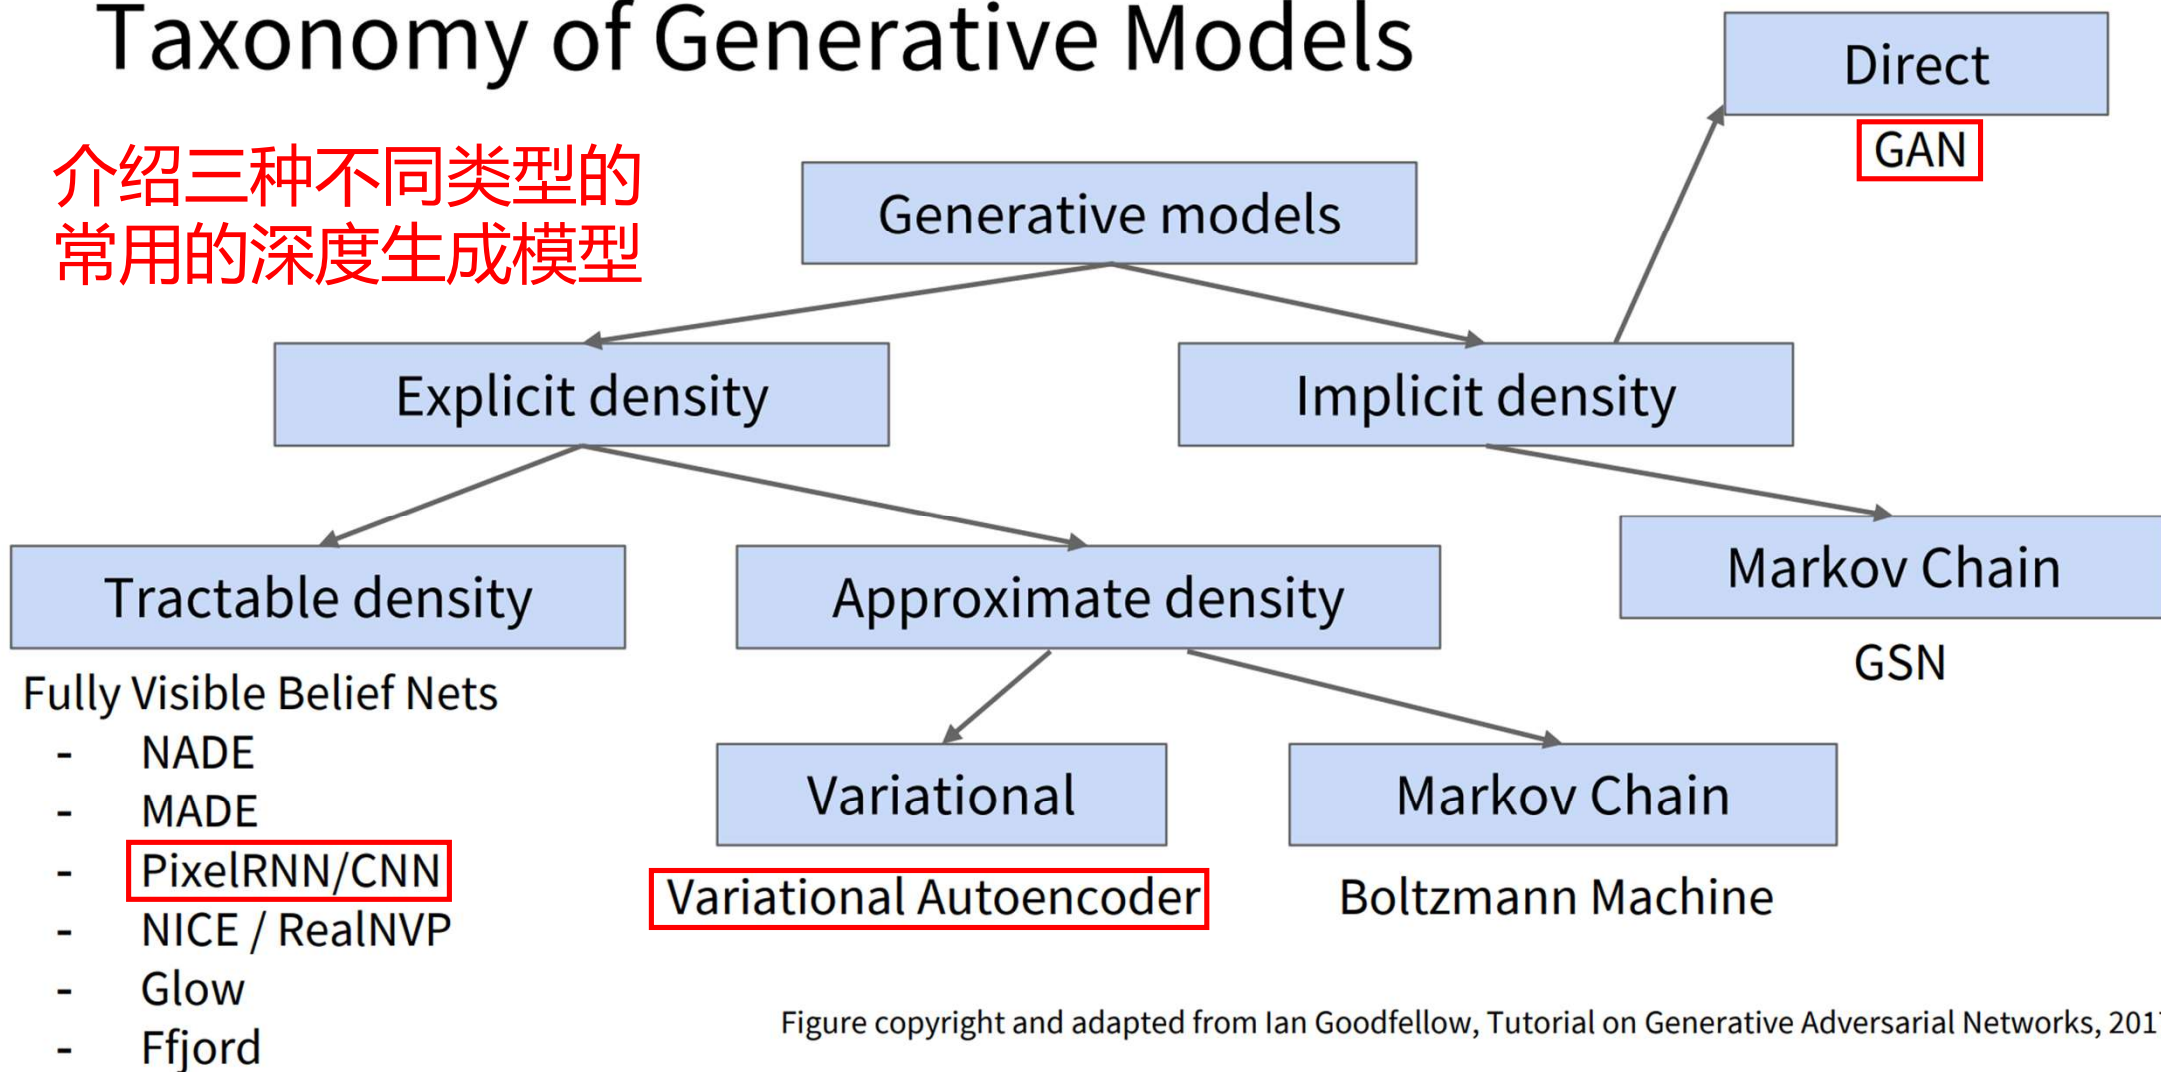 Taxonomy of Generative Models
Direct
GAN
介绍三种不同类型的
常用的深度生成模型
Generative models
Explicit density
Implicit density
Tractable density
Approximate density
Markov Chain
GSN
Fully Visible Belief Nets
- NADE
- MADE
- PixelRNN/CNN
- NICE / RealNVP
- Glow
- Ffjord
Variational
Markov Chain
Variational Autoencoder
Boltzmann Machine
Figure copyright and adapted from Ian Goodfellow, Tutorial on Generative Adversarial Networks, 2017